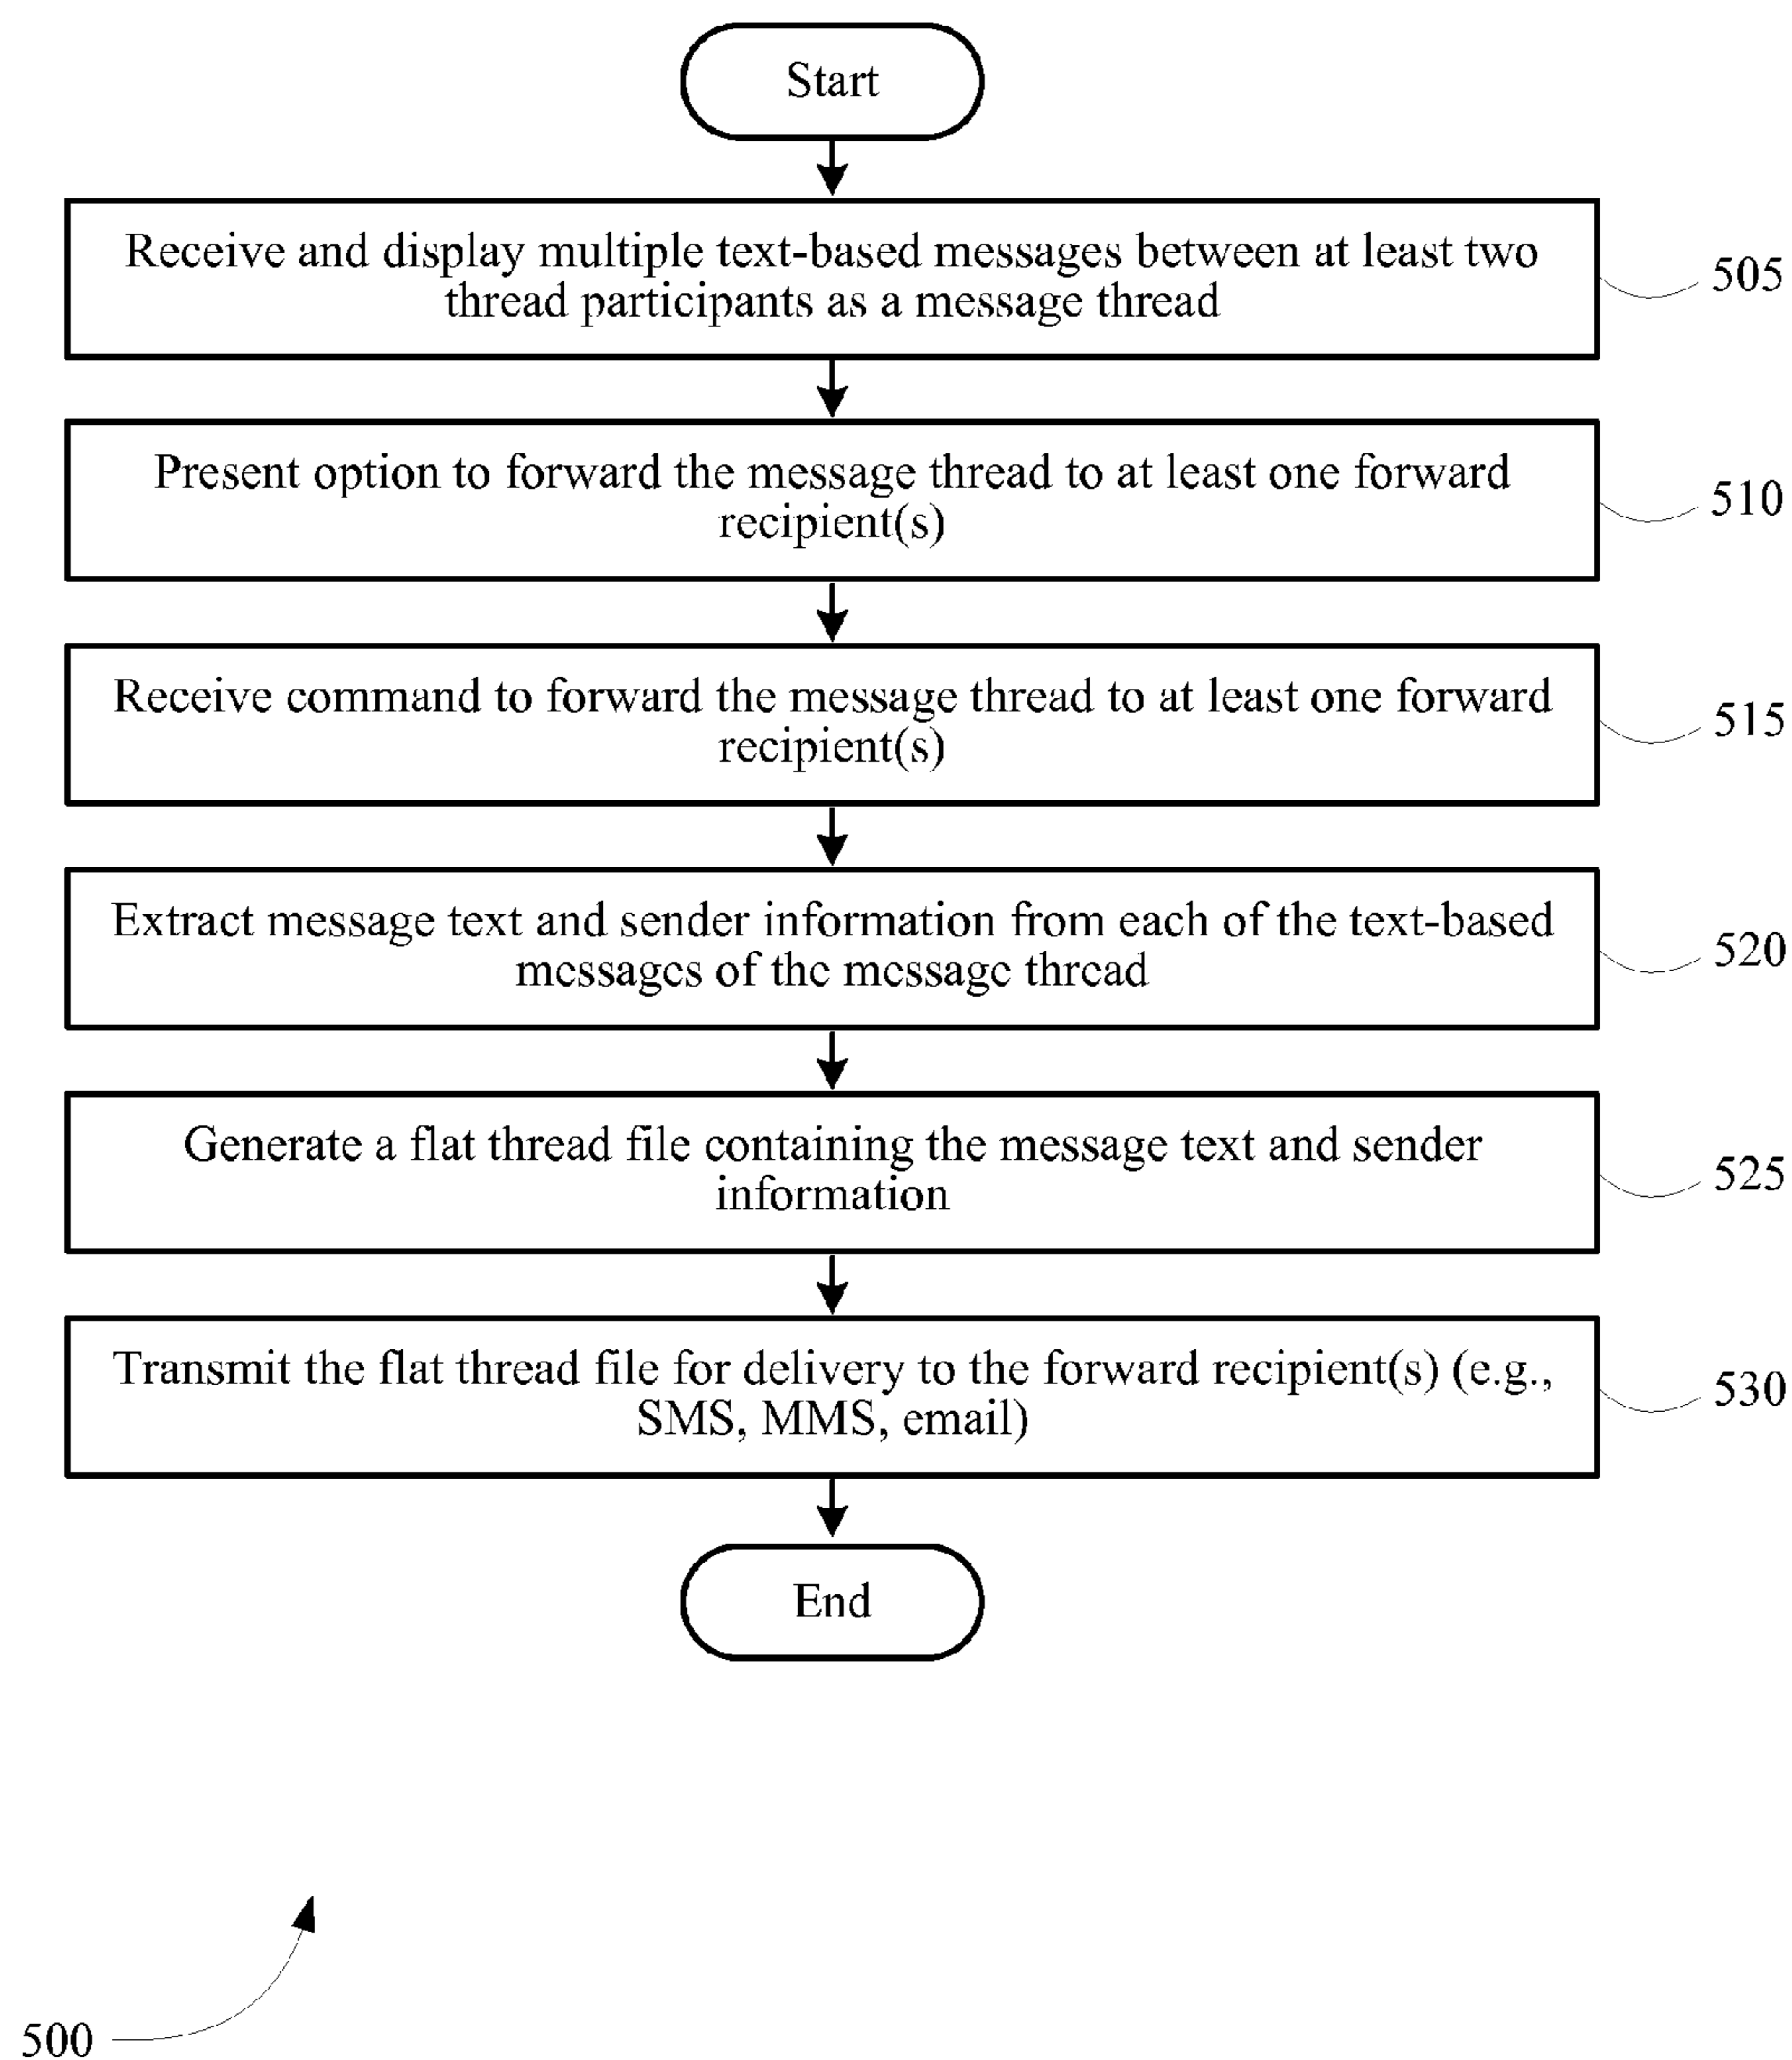 Start
Receive and display multiple text-based messages between at least two
thread participants as a message thread
505
Present option to forward the message thread to at least one forward
recipient(s)
510
Receive command to forward the message thread to at least one forward
recipient(s)
515
Extract message text and sender information from each of the text-based
messages of the message thread
520
Generate a flat thread file containing the message text and sender
information
525
Transmit the flat thread file for delivery to the forward recipient(s) (e.g.,
SMS, MMS, email)
530
End
500